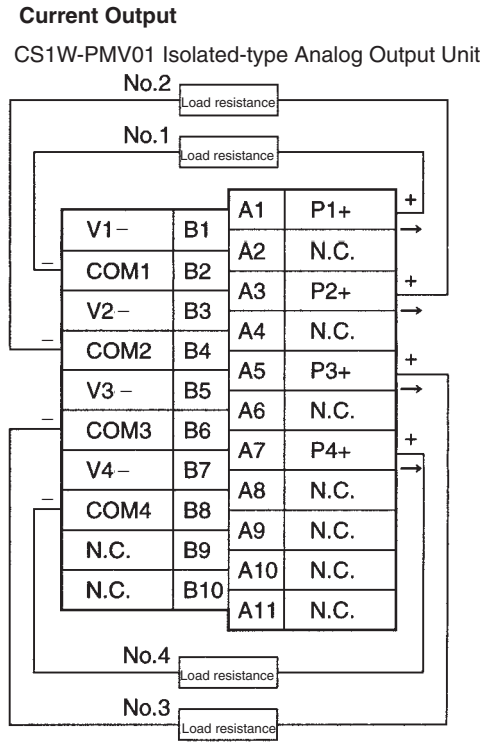 Current Output
CS1W-PMV01 Isolated-type Analog Output Unit
No.2
Load resistance
No.1
Load resistance
A1 P1+ +
V1– B1 →
A2 N.C.
– COM1 B2
A3 P2+ +
V2– B3 →
A4 N.C.
– COM2 B4
A5 P3+ +
V3 – B5 →
A6 N.C.
– COM3 B6
A7 P4+ +
V4– B7 →
A8 N.C.
– COM4 B8
A9 N.C.
N.C. B9
A10 N.C.
N.C. B10
A11 N.C.
No.4
Load resistance
No.3
Load resistance